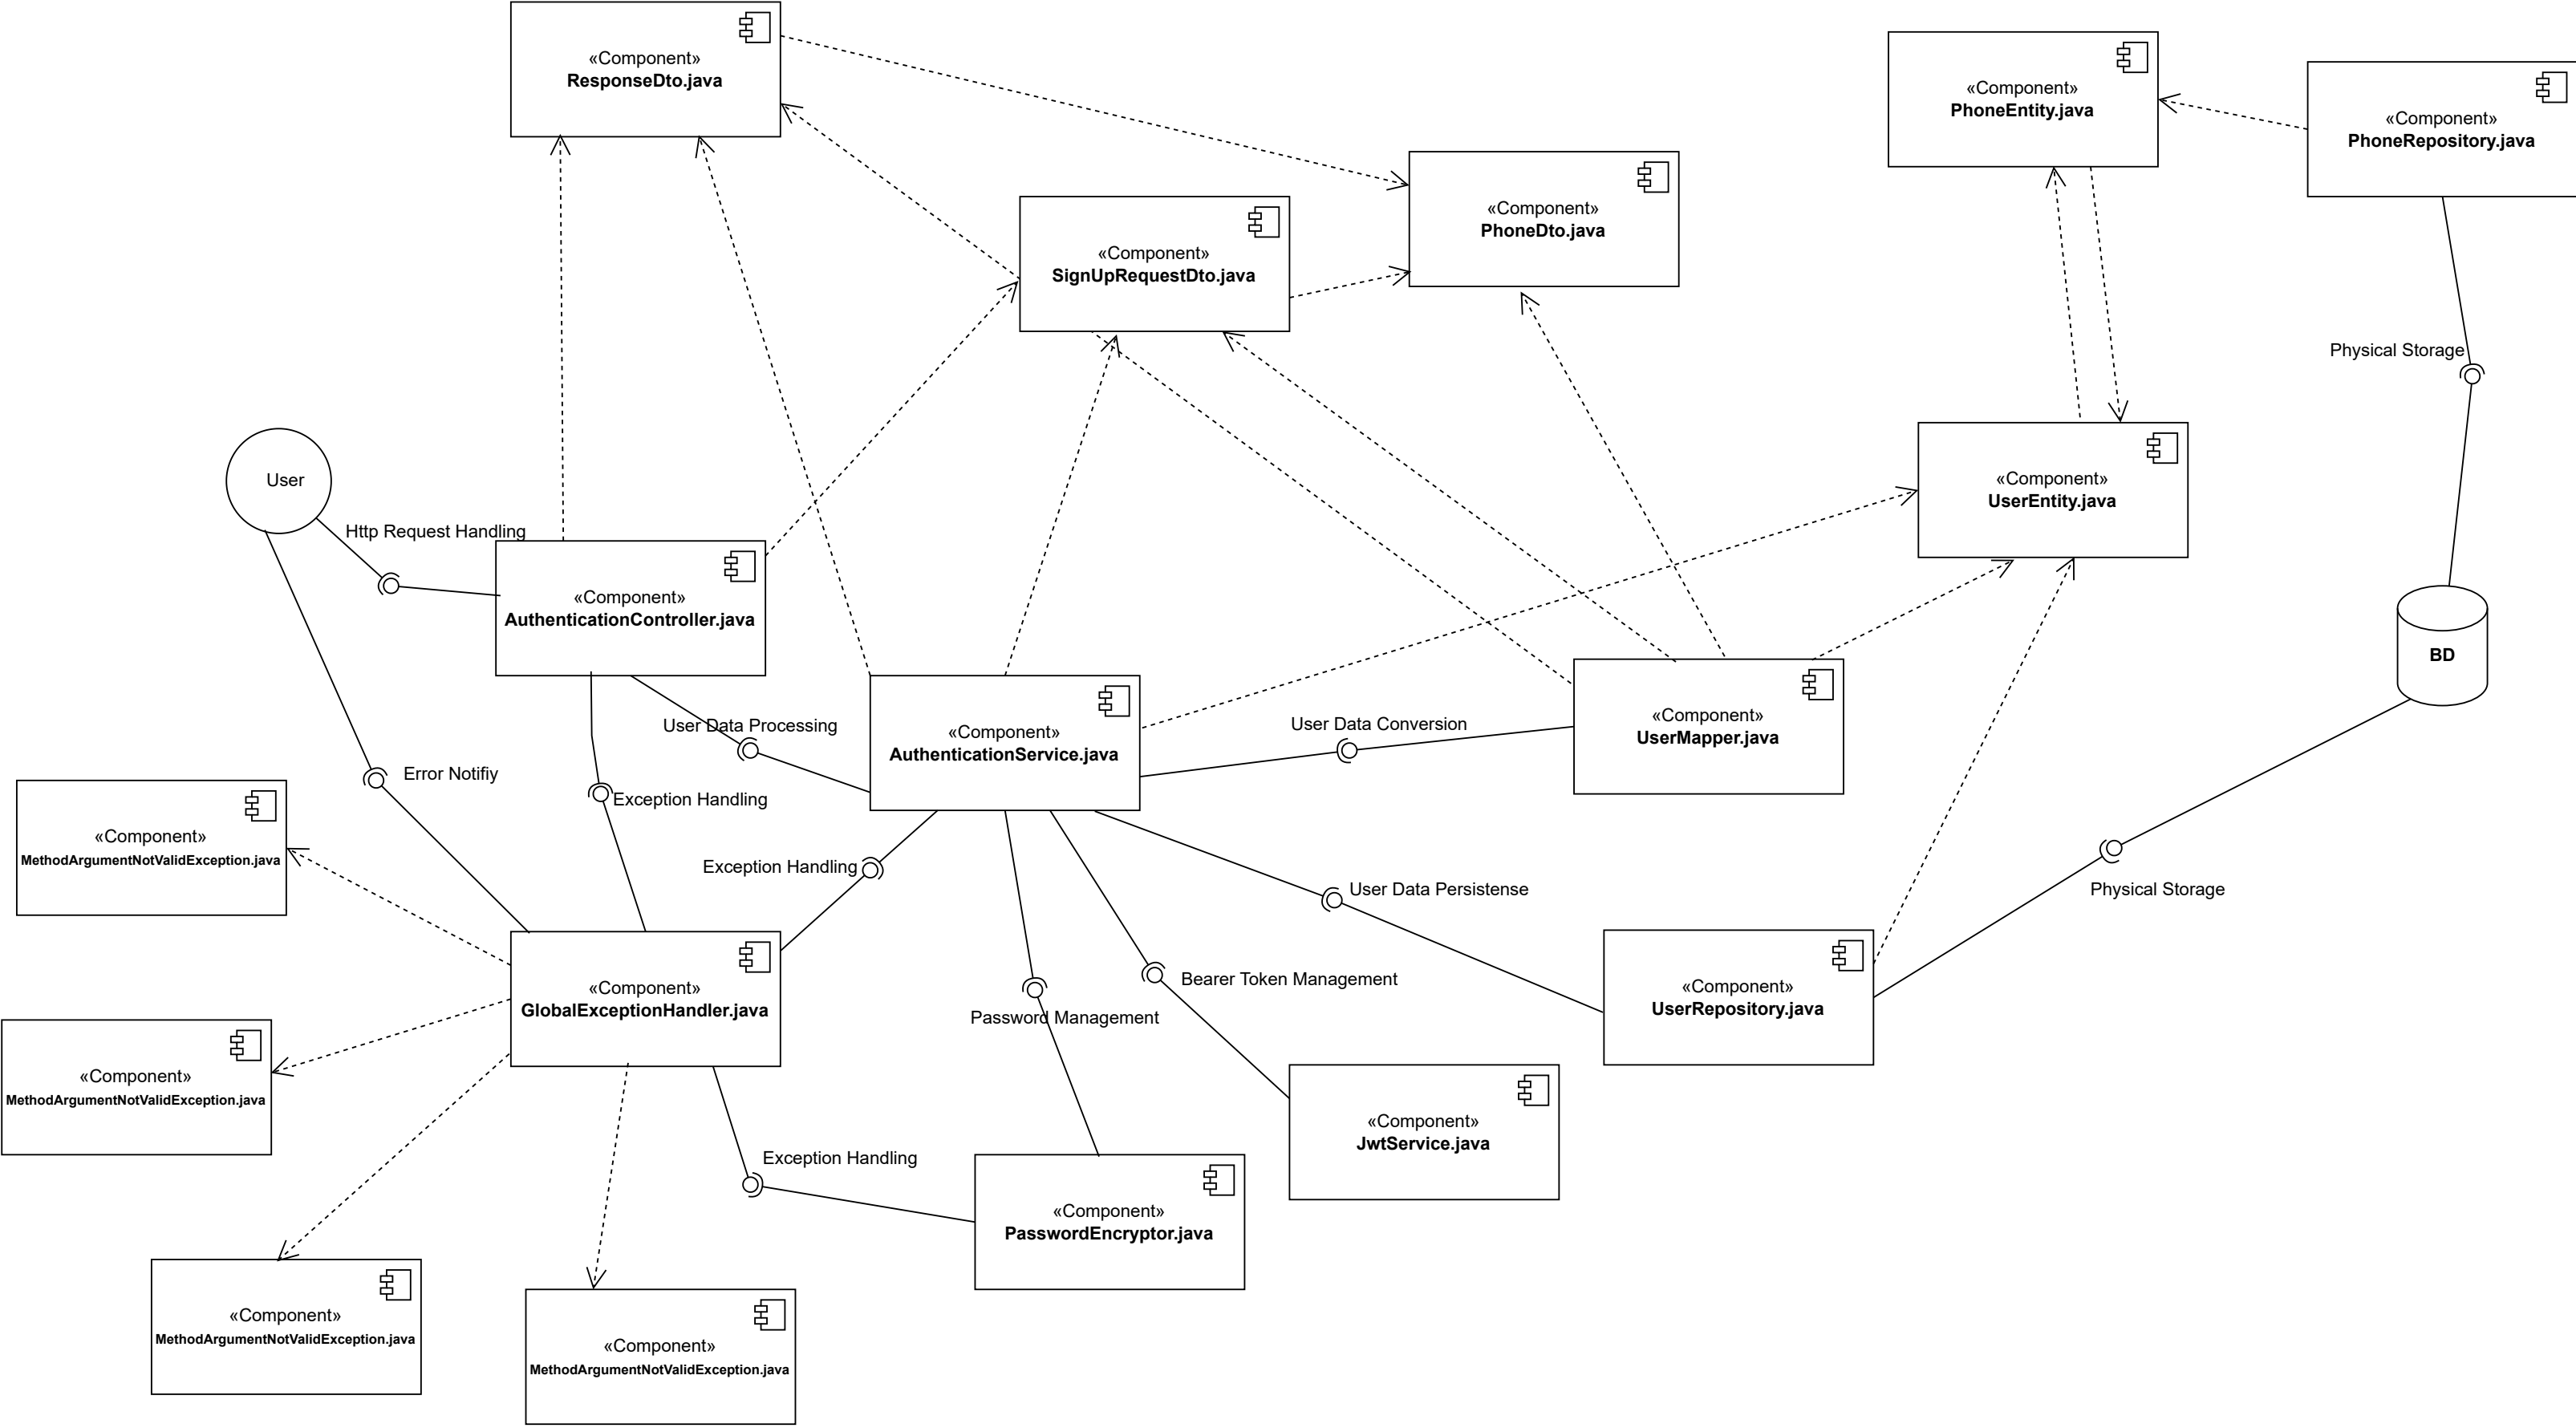 «Component»
ResponseDto.java
«Component»
PhoneEntity.java
«Component»
PhoneRepository.java
«Component»
PhoneDto.java
«Component»
SignUpRequestDto.java
Physical Storage
User
«Component»
UserEntity.java
Http Request Handling
«Component»
AuthenticationController.java
BD
User Data Processing
«Component»
AuthenticationService.java
User Data Conversion
«Component»
UserMapper.java
Error Notifiy
Exception Handling
«Component»
MethodArgumentNotValidException.java
Exception Handling
User Data Persistense
Physical Storage
«Component»
GlobalExceptionHandler.java
Bearer Token Management
«Component»
UserRepository.java
Password Management
«Component»
MethodArgumentNotValidException.java
«Component»
JwtService.java
Exception Handling
«Component»
PasswordEncryptor.java
«Component»
MethodArgumentNotValidException.java
«Component»
MethodArgumentNotValidException.java